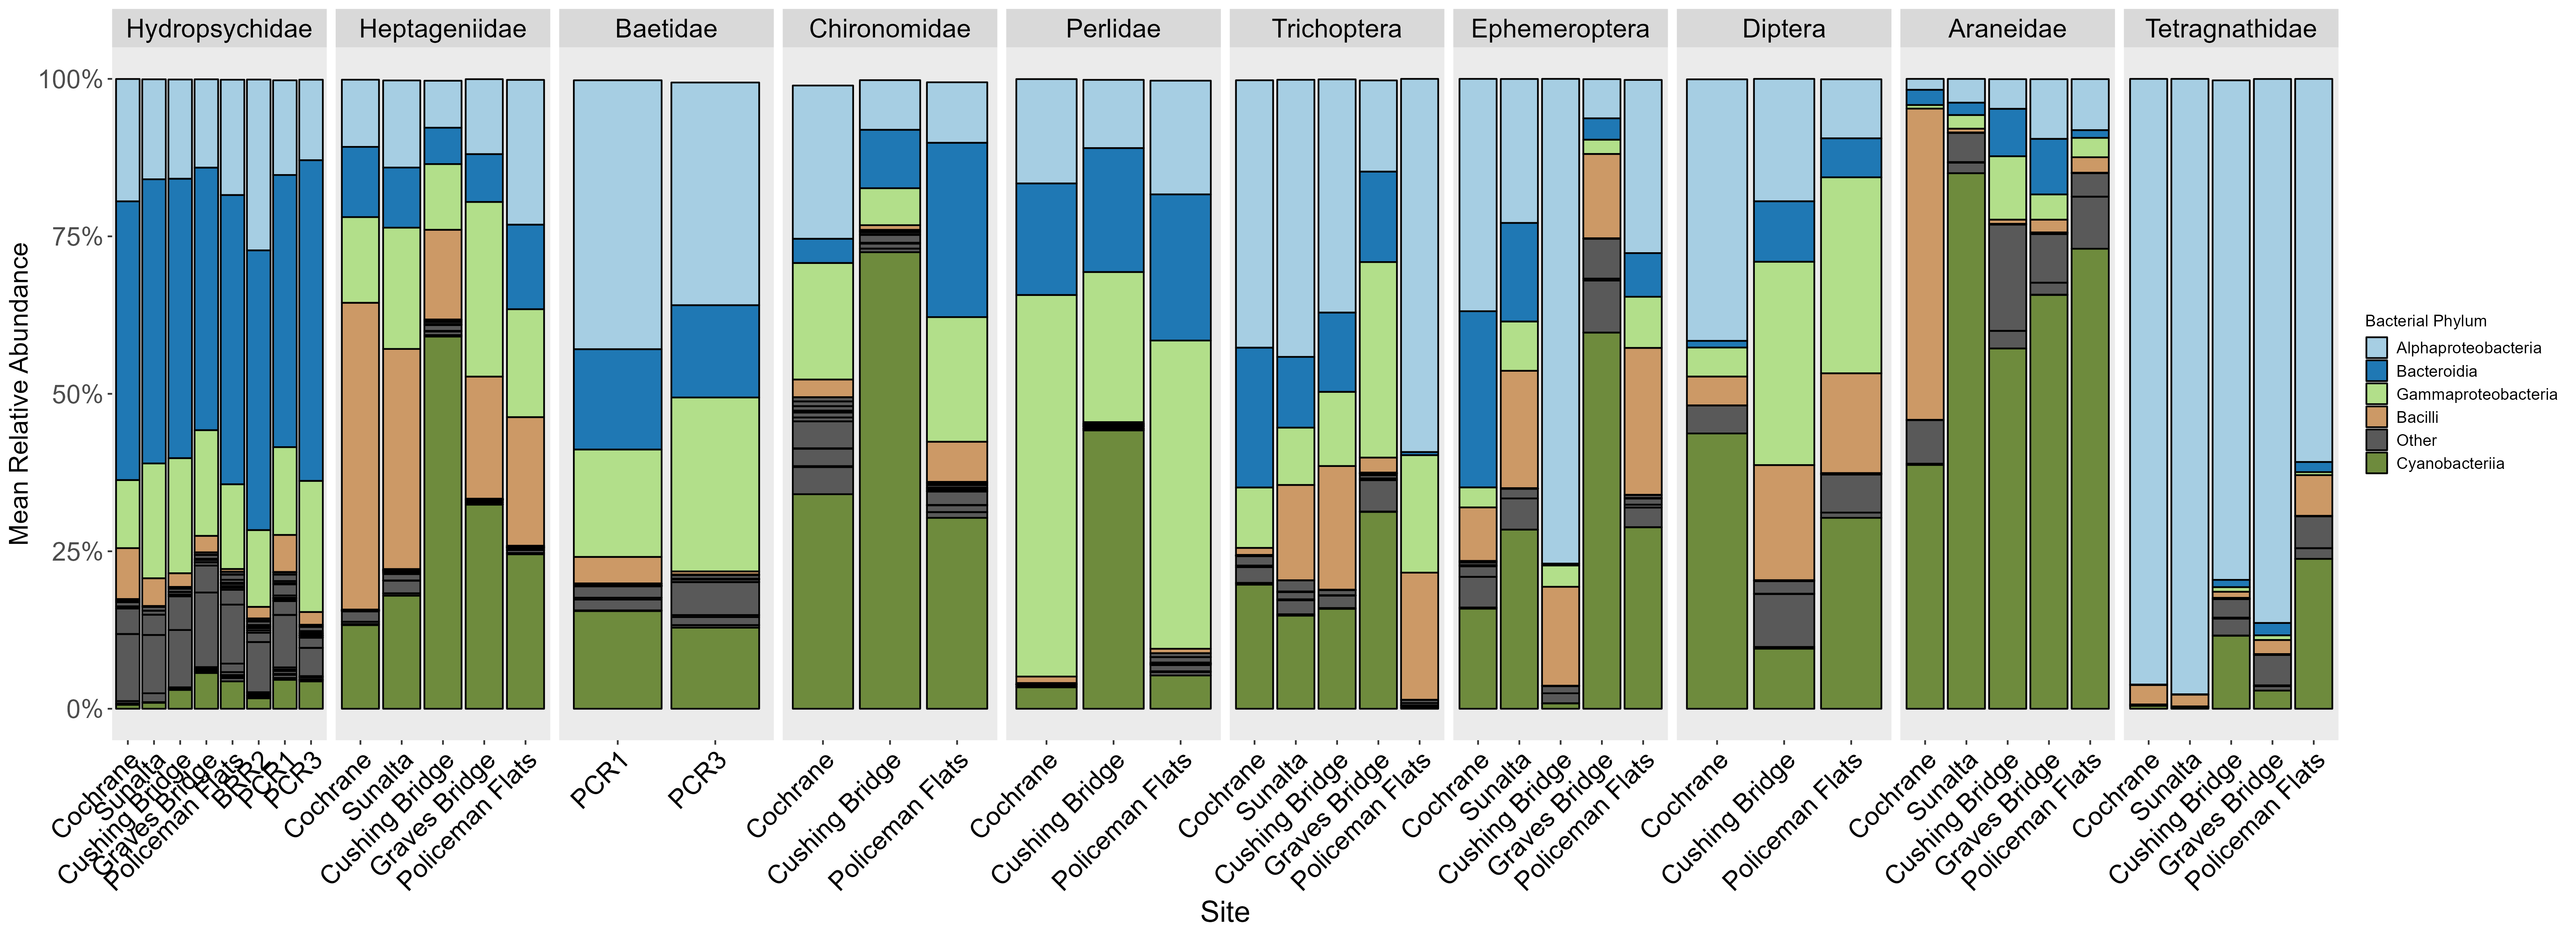 Hydropsychidae Heptageniidae Baetidae Chironomidae Perlidae Trichoptera Ephemeroptera Diptera Araneidae Tetragnathidae
100%
75%
50%
25%
0%
Mean Relative Abundance
Cochrane Sunalta Cushing Bridge Graves Bridge Policeman Flats BRR2 PCR1 PCR3
Cochrane Sunalta Cushing Bridge Graves Bridge Policeman Flats
PCR1 PCR3
Cochrane Cushing Bridge Policeman Flats
Cochrane Cushing Bridge Policeman Flats
Cochrane Sunalta Cushing Bridge Graves Bridge Policeman Flats
Cochrane Sunalta Cushing Bridge Graves Bridge Policeman Flats
Cochrane Cushing Bridge Policeman Flats
Cochrane Sunalta Cushing Bridge Graves Bridge Policeman Flats
Cochrane Sunalta Cushing Bridge Graves Bridge Policeman Flats
Site
Bacterial Phylum
Alphaproteobacteria
Bacteroidia
Gammaproteobacteria
Bacilli
Other
Cyanobacteriia